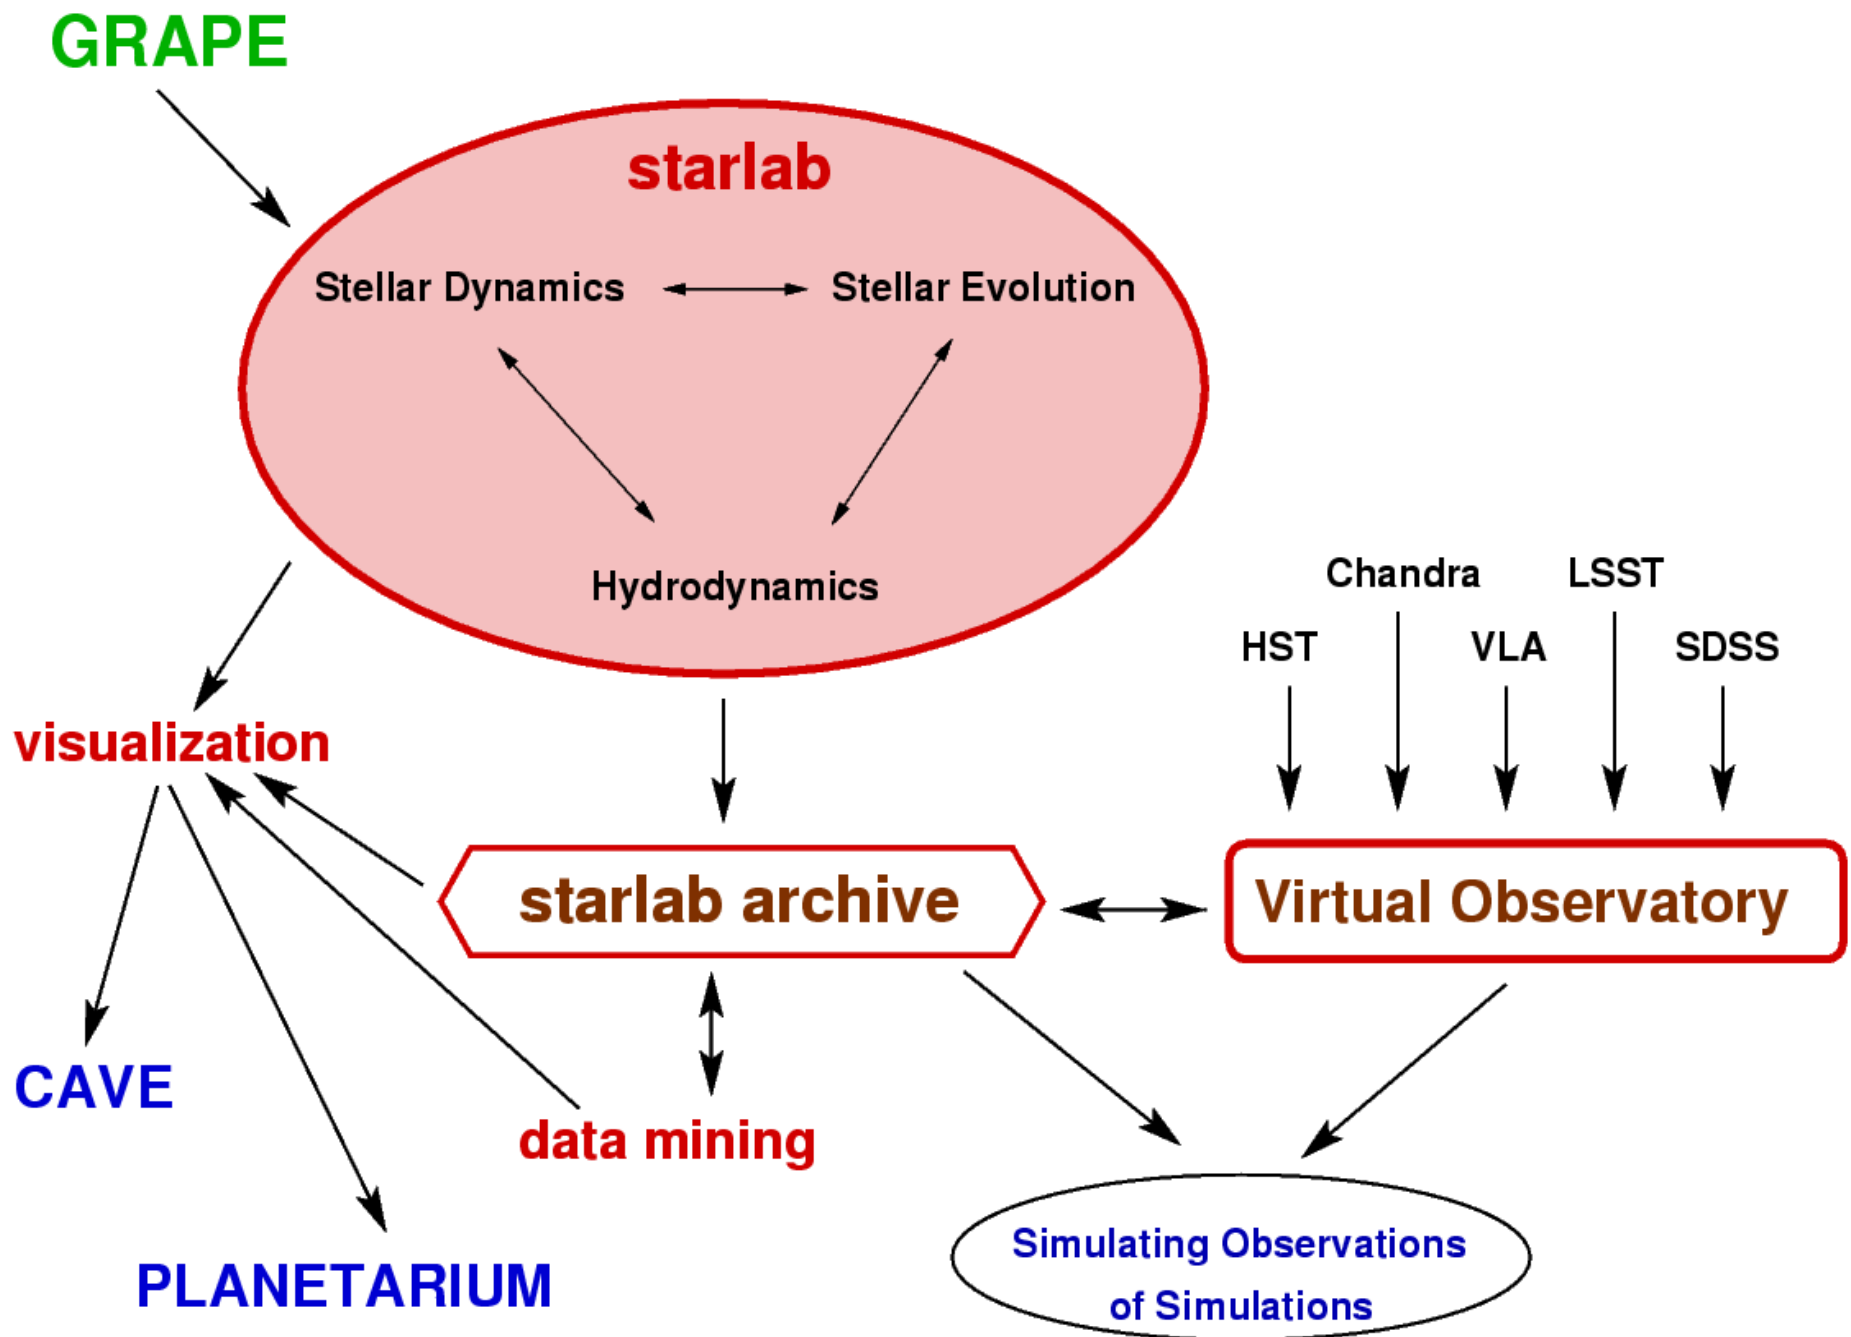 GRAPE
starlab
Stellar Dynamics
Stellar Evolution
Hydrodynamics
Chandra
LSST
HST
VLA
SDSS
visualization
starlab archive
Virtual Observatory
CAVE
data mining
PLANETARIUM
Simulating Observations
of Simulations